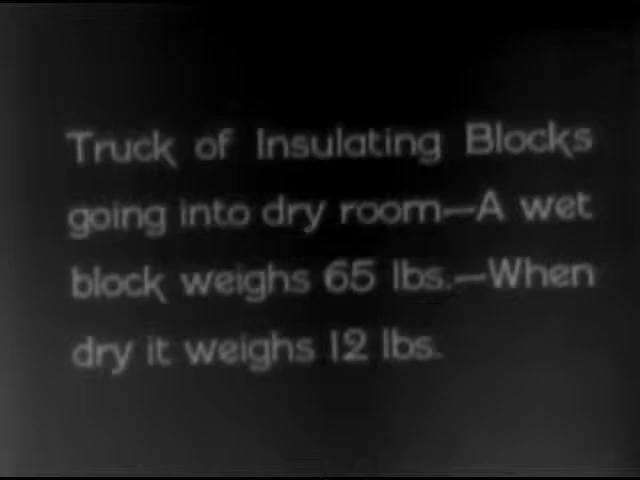 Truck of Insulating Blocks
going into dry room—A wet
block weighs 65 lbs.—When
dry it weighs 12 lbs.